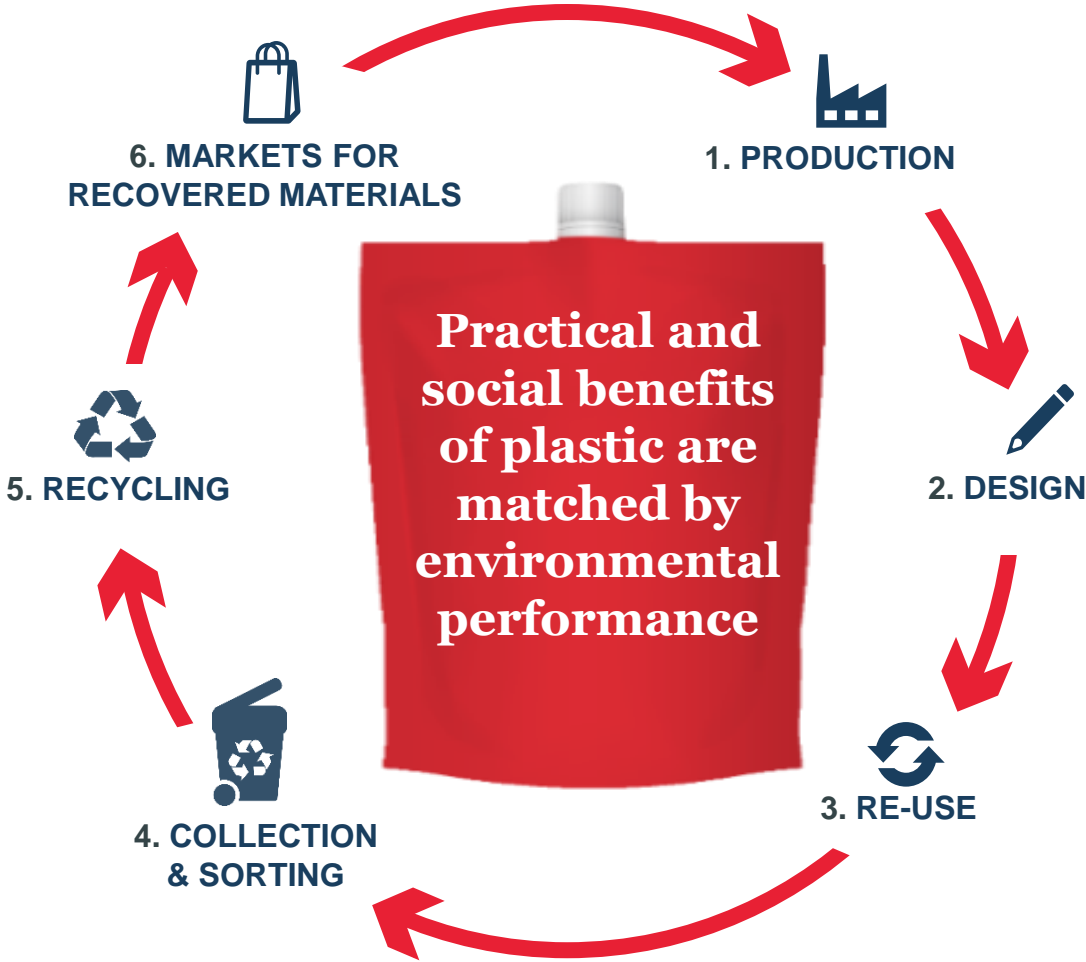 6. MARKETS FOR
RECOVERED MATERIALS
1. PRODUCTION
Practical and
social benefits
of plastic are
matched by
environmental
performance
5. RECYCLING
2. DESIGN
3. RE-USE
4. COLLECTION
& SORTING